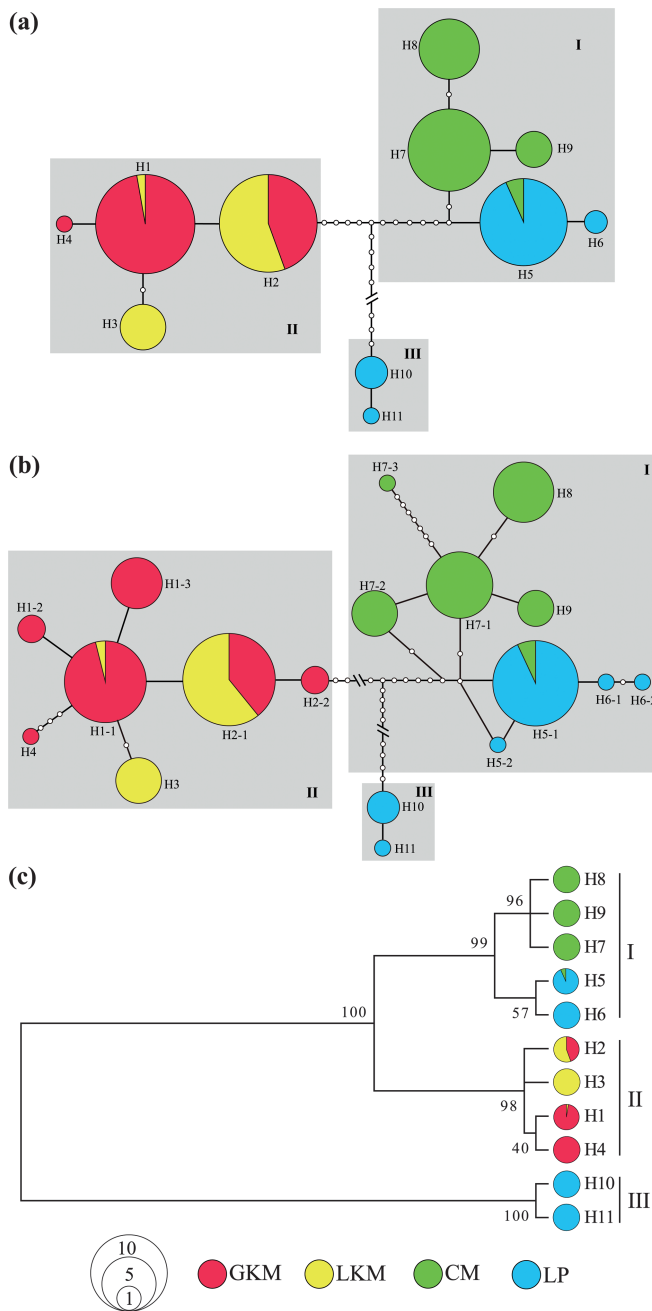 (a)
I
H8
H7
H9
H1
H4
H2
H5
H6
H3
II
III
H10
H11
(b)
I
H7-3
H8
H1-3
H1-2
H7-2
H7-1
H9
H1-1
H2-1
H2-2
H5-1
H6-1
H4
H5-2
H3
II
III
H10
H11
(c)
H8
96
H9
99
H7
I
H5
57
H6
100
H2
H3
98
II
H1
40
H4
H10
III
100
H11
10
5
1
GKM
LKM
CM
LP